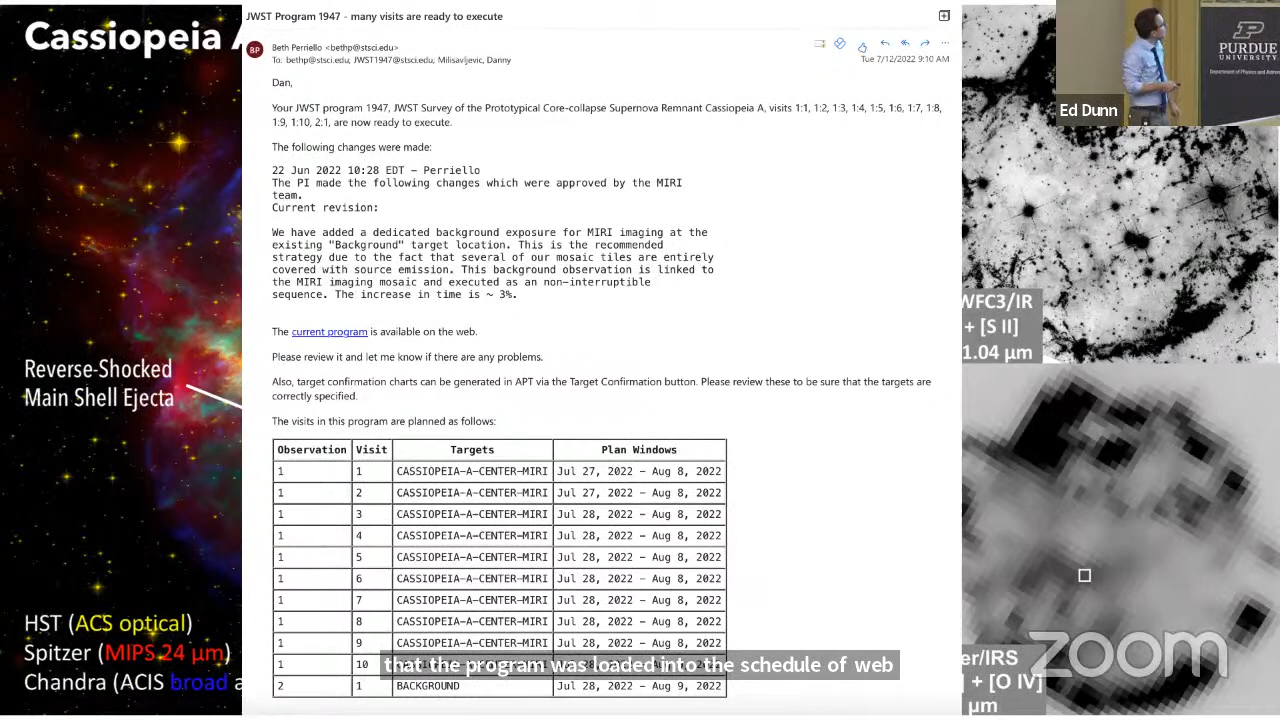 Cassiopeia A
JWST Program 1947 - many visits are ready to execute
BP
Beth Perriello <bethp@stsci.edu>
To: bethp@stsci.edu; JWST1947@stsci.edu; Milisavljevic, Danny
Tue 7/12/2022 9:10 AM
Dan,
Your JWST program 1947, JWST Survey of the Prototypical Core-collapse Supernova Remnant Cassiopeia A, visits 1:1, 1:2, 1:3, 1:4, 1:5, 1:6, 1:7, 1:8,
1:9, 1:10, 2:1, are now ready to execute.
The following changes were made:
22 Jun 2022 10:28 EDT – Perriello
The PI made the following changes which were approved by the MIRI
team.
Current revision:
We have added a dedicated background exposure for MIRI imaging at the
existing "Background" target location. This is the recommended
strategy due to the fact that several of our mosaic tiles are entirely
covered with source emission. This background observation is linked to
the MIRI imaging mosaic and executed as an non-interruptible
sequence. The increase in time is ~ 3%.
The current program is available on the web.
Please review it and let me know if there are any problems.
Also, target confirmation charts can be generated in APT via the Target Confirmation button. Please review these to be sure that the targets are
correctly specified.
The visits in this program are planned as follows:
Observation Visit Targets Plan Windows
1 1 CASSIOPEIA-A-CENTER-MIRI Jul 27, 2022 – Aug 8, 2022
1 2 CASSIOPEIA-A-CENTER-MIRI Jul 27, 2022 – Aug 8, 2022
1 3 CASSIOPEIA-A-CENTER-MIRI Jul 28, 2022 – Aug 8, 2022
1 4 CASSIOPEIA-A-CENTER-MIRI Jul 28, 2022 – Aug 8, 2022
1 5 CASSIOPEIA-A-CENTER-MIRI Jul 28, 2022 – Aug 8, 2022
1 6 CASSIOPEIA-A-CENTER-MIRI Jul 28, 2022 – Aug 8, 2022
1 7 CASSIOPEIA-A-CENTER-MIRI Jul 28, 2022 – Aug 8, 2022
1 8 CASSIOPEIA-A-CENTER-MIRI Jul 28, 2022 – Aug 8, 2022
1 9 CASSIOPEIA-A-CENTER-MIRI Jul 28, 2022 – Aug 8, 2022
1 10
2 1 BACKGROUND Jul 28, 2022 – Aug 9, 2022
that the program was loaded into the schedule of web
Reverse-Shocked
Main Shell Ejecta
HST (ACS optical)
Spitzer (MIPS 24 μm)
Chandra (ACIS broad a
PURDUE
UNIVERSITY
Ed Dunn
WFC3/IR
+ [S II]
1.04 μm
er/IRS
] + [O IV]
μm
zoom